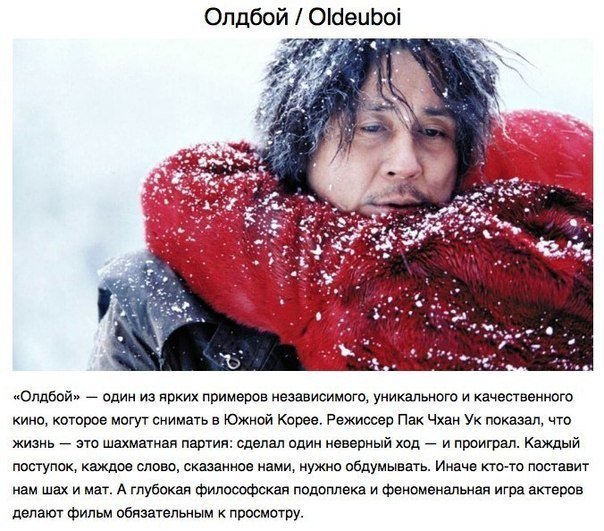 Олдбой / Oldeuboi
«Олдбой» — один из ярких примеров независимого, уникального и качественного
кино, которое могут снимать в Южной Корее. Режиссер Пак Чхан Ук показал, что
жизнь — это шахматная партия: сделал один неверный ход — и проиграл. Каждый
поступок, каждое слово, сказанное нами, нужно обдумывать. Иначе кто-то поставит
нам шах и мат. А глубокая философская подоплека и феноменальная игра актеров
делают фильм обязательным к просмотру.